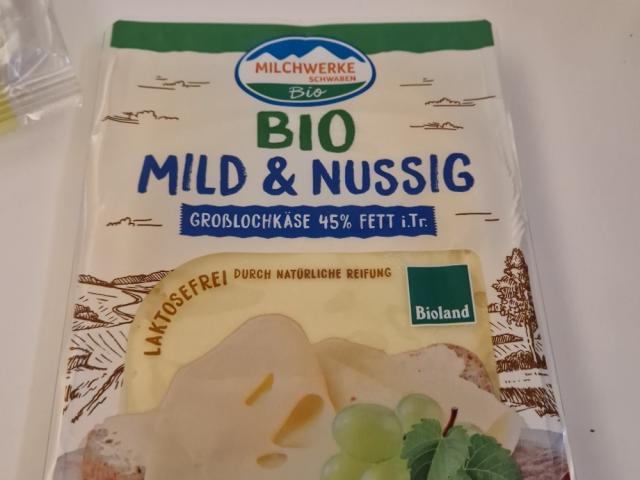 MILCHWERKE
SCHWABEN
Bio
BIO
MILD & NUSSIG
GROßLOCHKÄSE 45% FETT i.Tr.
LAKTOSEFREI DURCH NATÜRLICHE REIFUNG
Bioland